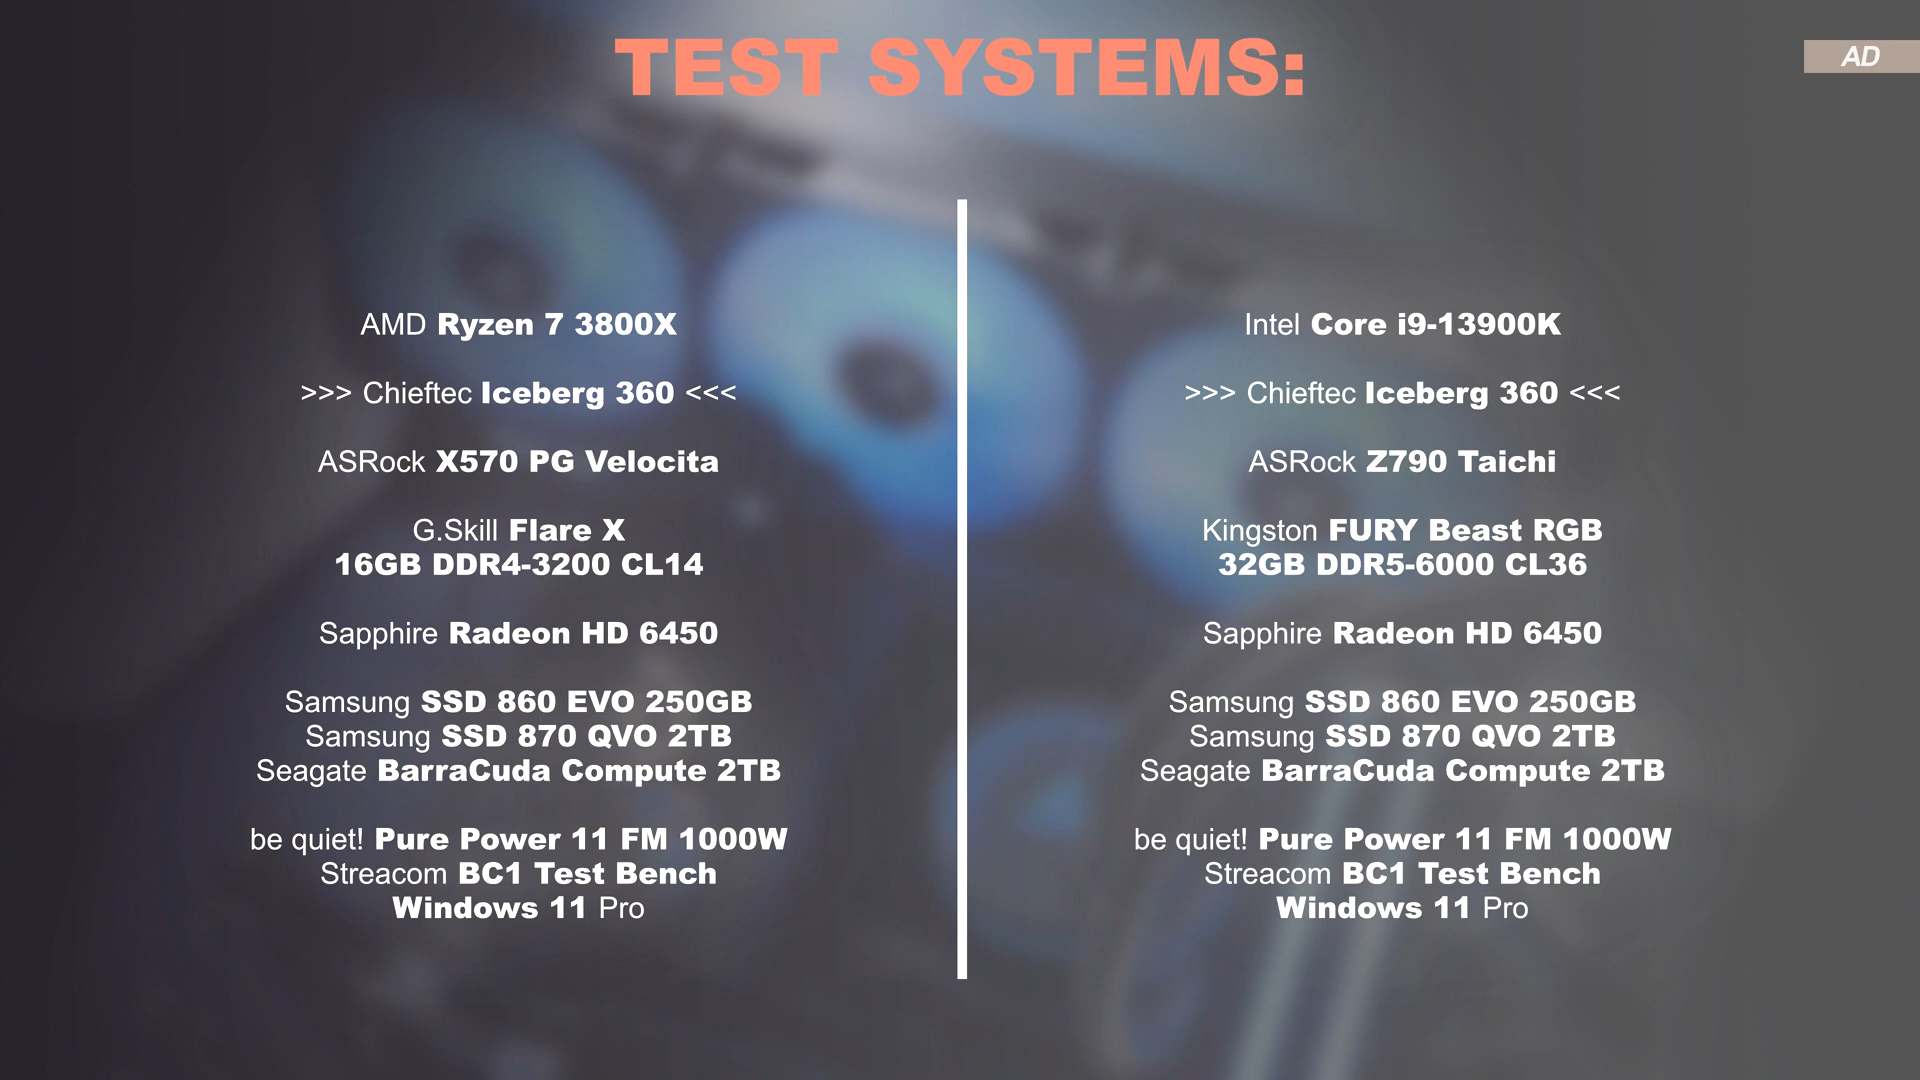 TEST SYSTEMS:
AD
AMD Ryzen 7 3800X
>>> Chieftec Iceberg 360 <<<
ASRock X570 PG Velocita
G.Skill Flare X
16GB DDR4-3200 CL14
Sapphire Radeon HD 6450
Samsung SSD 860 EVO 250GB
Samsung SSD 870 QVO 2TB
Seagate BarraCuda Compute 2TB
be quiet! Pure Power 11 FM 1000W
Streacom BC1 Test Bench
Windows 11 Pro
Intel Core i9-13900K
>>> Chieftec Iceberg 360 <<<
ASRock Z790 Taichi
Kingston FURY Beast RGB
32GB DDR5-6000 CL36
Sapphire Radeon HD 6450
Samsung SSD 860 EVO 250GB
Samsung SSD 870 QVO 2TB
Seagate BarraCuda Compute 2TB
be quiet! Pure Power 11 FM 1000W
Streacom BC1 Test Bench
Windows 11 Pro